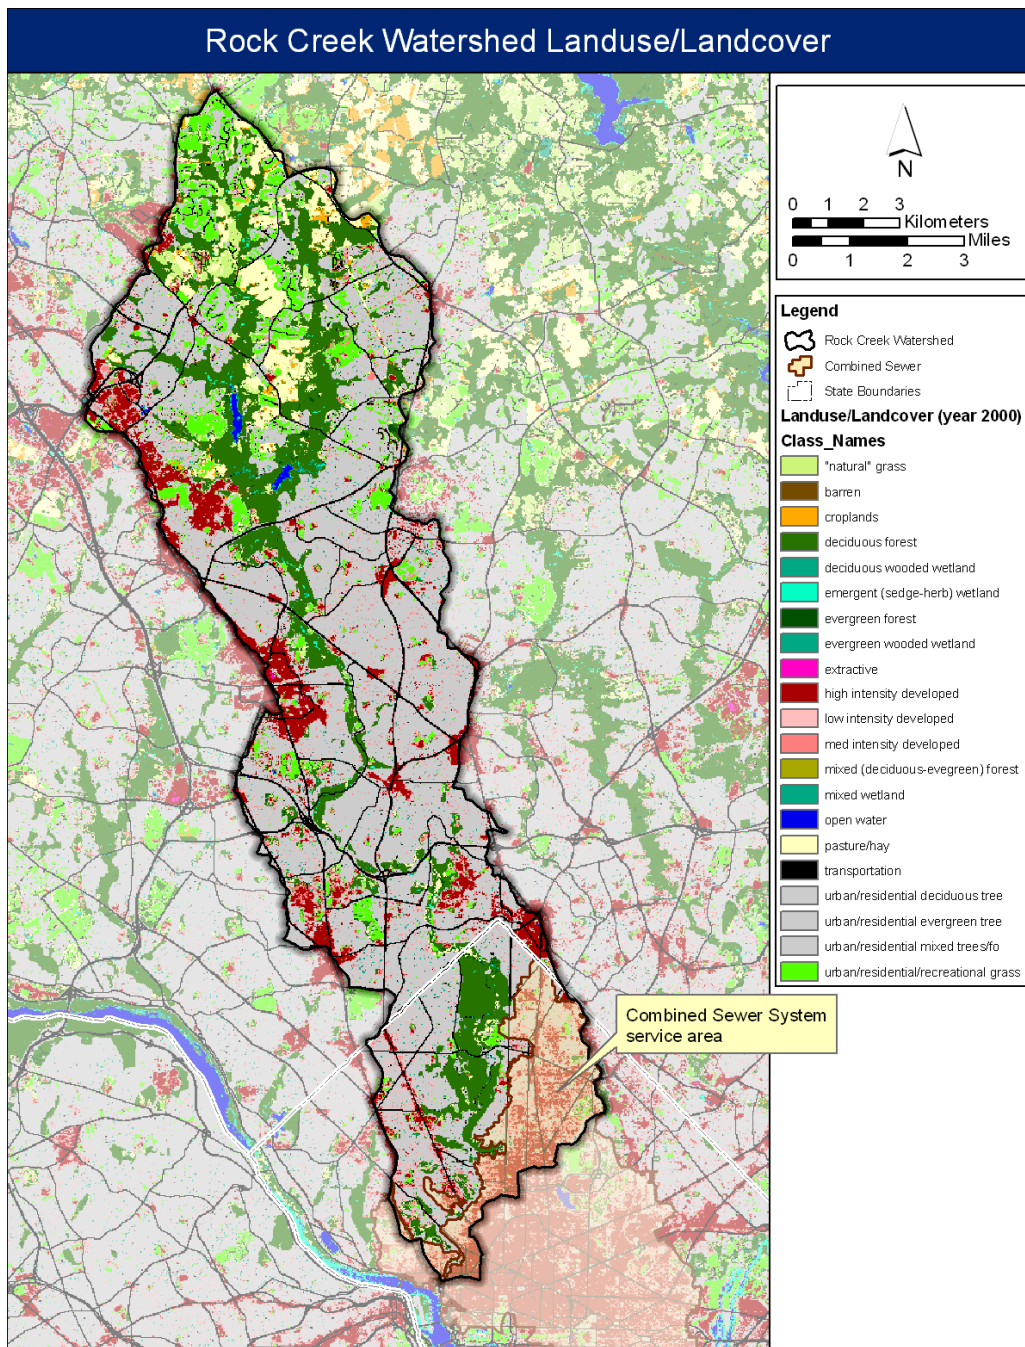 Rock Creek Watershed Landuse/Landcover
N
0 1 2 3
Kilometers
Miles
0 1 2 3
Legend
Rock Creek Watershed
Combined Sewer
State Boundaries
Landuse/Landcover (year 2000)
Class_Names
"natural" grass
barren
croplands
deciduous forest
deciduous wooded wetland
emergent (sedge-herb) wetland
evergreen forest
evergreen wooded wetland
extractive
high intensity developed
low intensity developed
med intensity developed
mixed (deciduous-evegreen) forest
mixed wetland
open water
pasture/hay
transportation
urban/residential deciduous tree
urban/residential evergreen tree
urban/residential mixed trees/fo
urban/residential/recreational grass
Combined Sewer System
service area